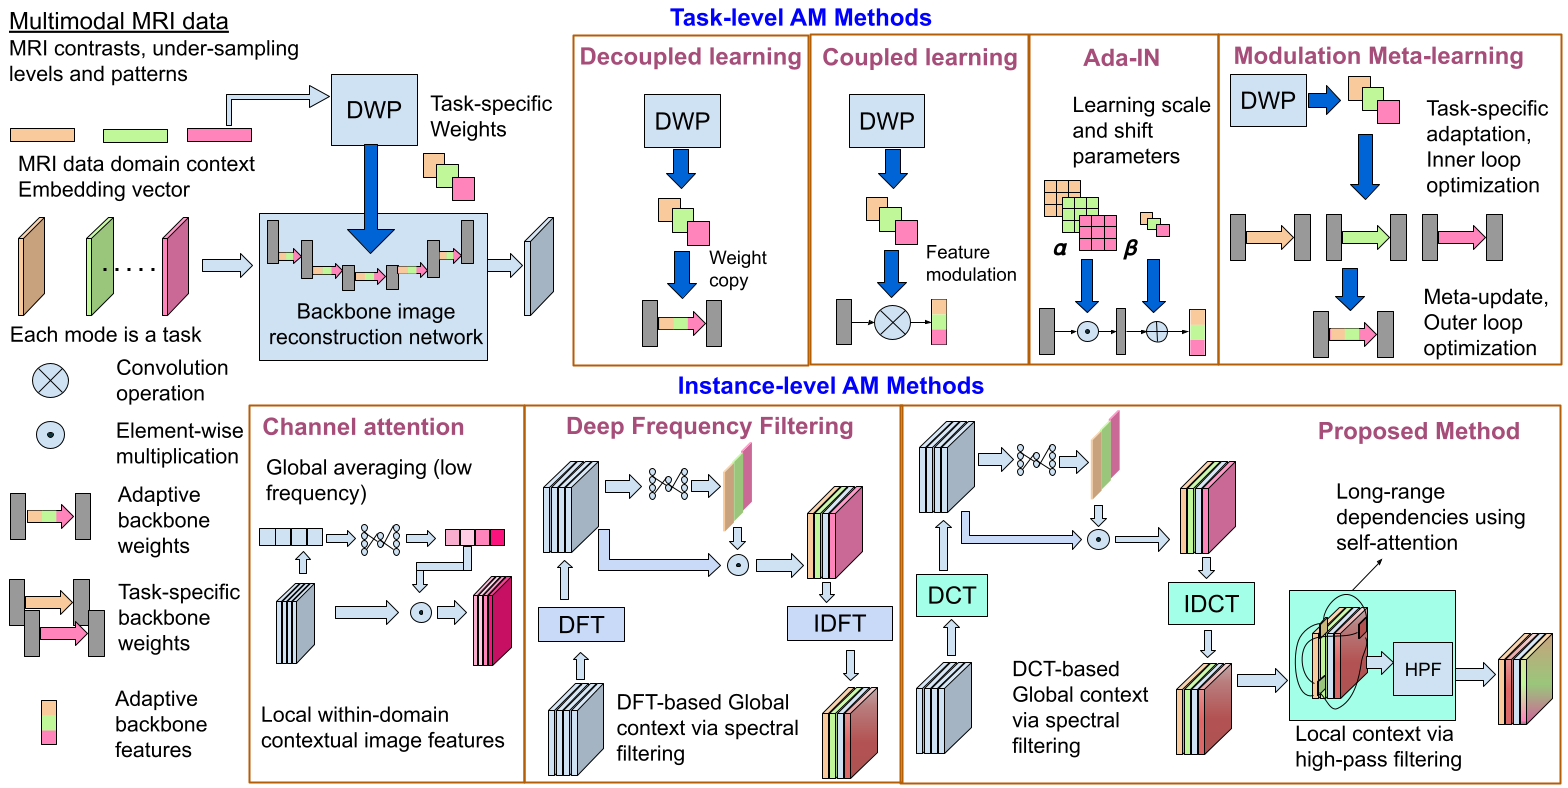 Multimodal MRI data
MRI contrasts, under-sampling
levels and patterns
MRI data domain context
Embedding vector
DWP
Task-specific
Weights
. . . . .
Each mode is a task
Backbone image
reconstruction network
Convolution
operation
Element-wise
multiplication
Adaptive
backbone
weights
Task-specific
backbone
weights
Adaptive
backbone
features
Task-level AM Methods
Decoupled learning
DWP
Weight
copy
Coupled learning
DWP
Feature
modulation
Ada-IN
Learning scale
and shift
parameters
α
β
Modulation Meta-learning
DWP
Task-specific
adaptation,
Inner loop
optimization
Meta-update,
Outer loop
optimization
Instance-level AM Methods
Channel attention
Global averaging (low
frequency)
Local within-domain
contextual image features
Deep Frequency Filtering
DFT
IDFT
DFT-based Global
context via spectral
filtering
Proposed Method
DCT
IDCT
Long-range
dependencies using
self-attention
HPF
DCT-based
Global context
via spectral
filtering
Local context via
high-pass filtering